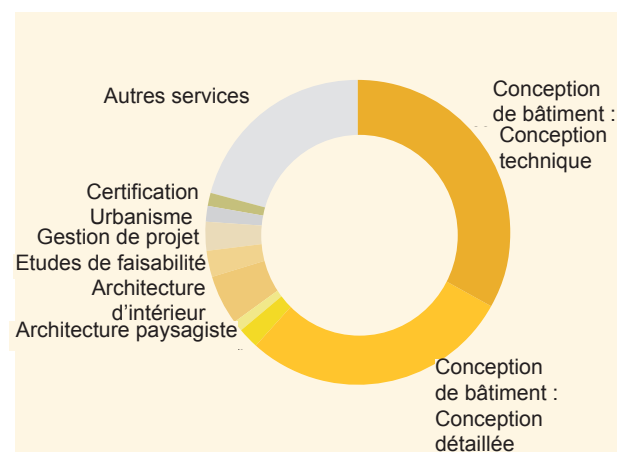 Autres services
Conception
de bâtiment :
Conception
technique
Certification
Urbanisme
Gestion de projet
Etudes de faisabilité
Architecture
d'intérieur
Architecture paysagiste
Conception
de bâtiment :
Conception
détaillée